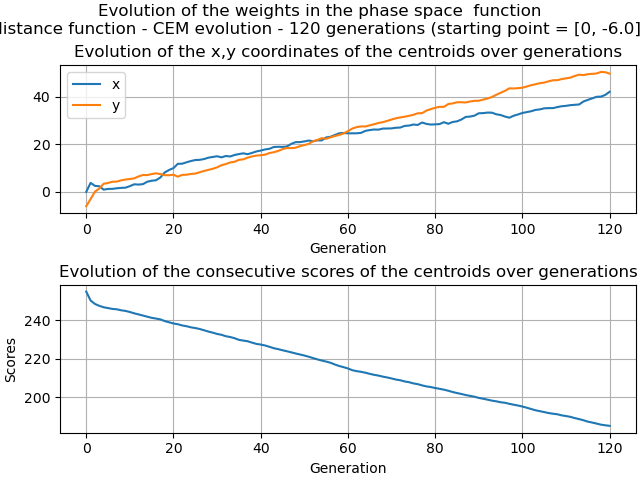 Evolution of the weights in the phase space  function
distance function - CEM evolution - 120 generations (starting point = [0, -6.0]
Evolution of the x,y coordinates of the centroids over generations
x
y
40
20
0
0 20 40 60 80 100 120
Generation
Evolution of the consecutive scores of the centroids over generations
Scores
240
220
200
0 20 40 60 80 100 120
Generation